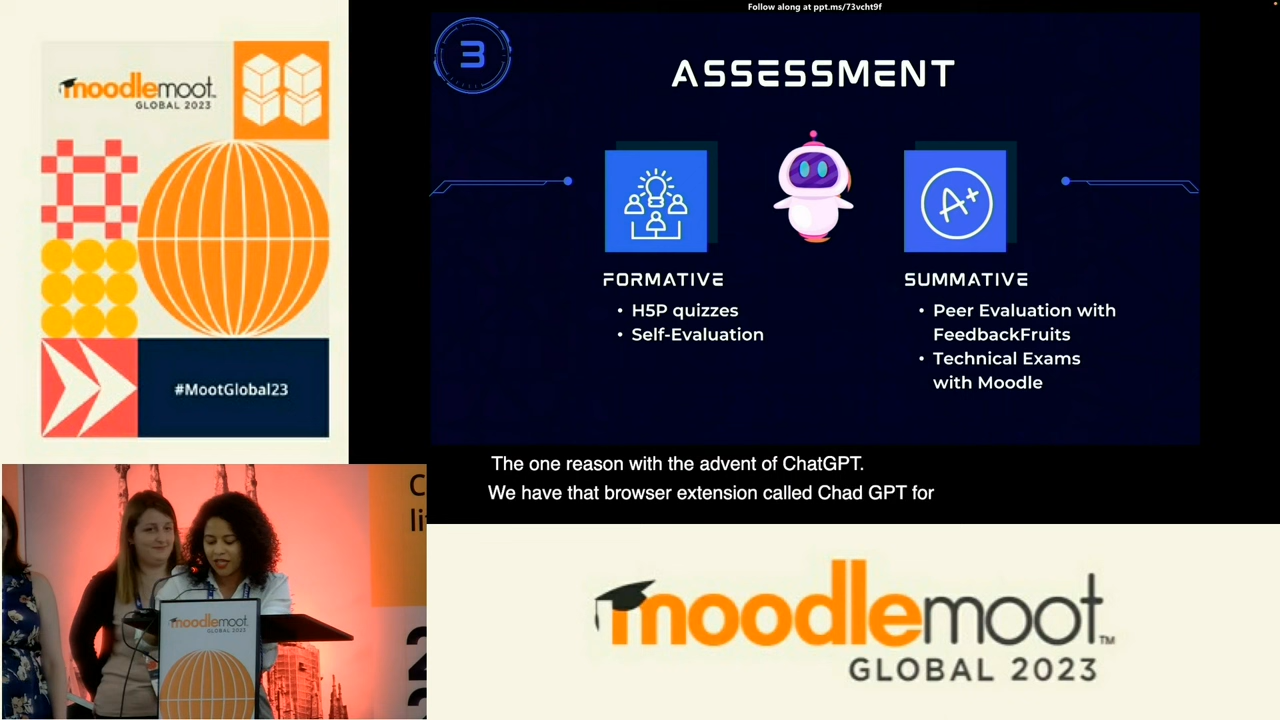 Follow along at ppt.ms/73vcht9f
moodlemoot
GLOBAL 2023
#MootGlobal23
3
ASSESSMENT
A+
FORMATIVE
• H5P quizzes
• Self-Evaluation
SUMMATIVE
• Peer Evaluation with
FeedbackFruits
• Technical Exams
with Moodle
The one reason with the advent of ChatGPT.
We have that browser extension called Chad GPT for
moodlemoot
GLOBAL 2023
moodlemoot™
GLOBAL 2023